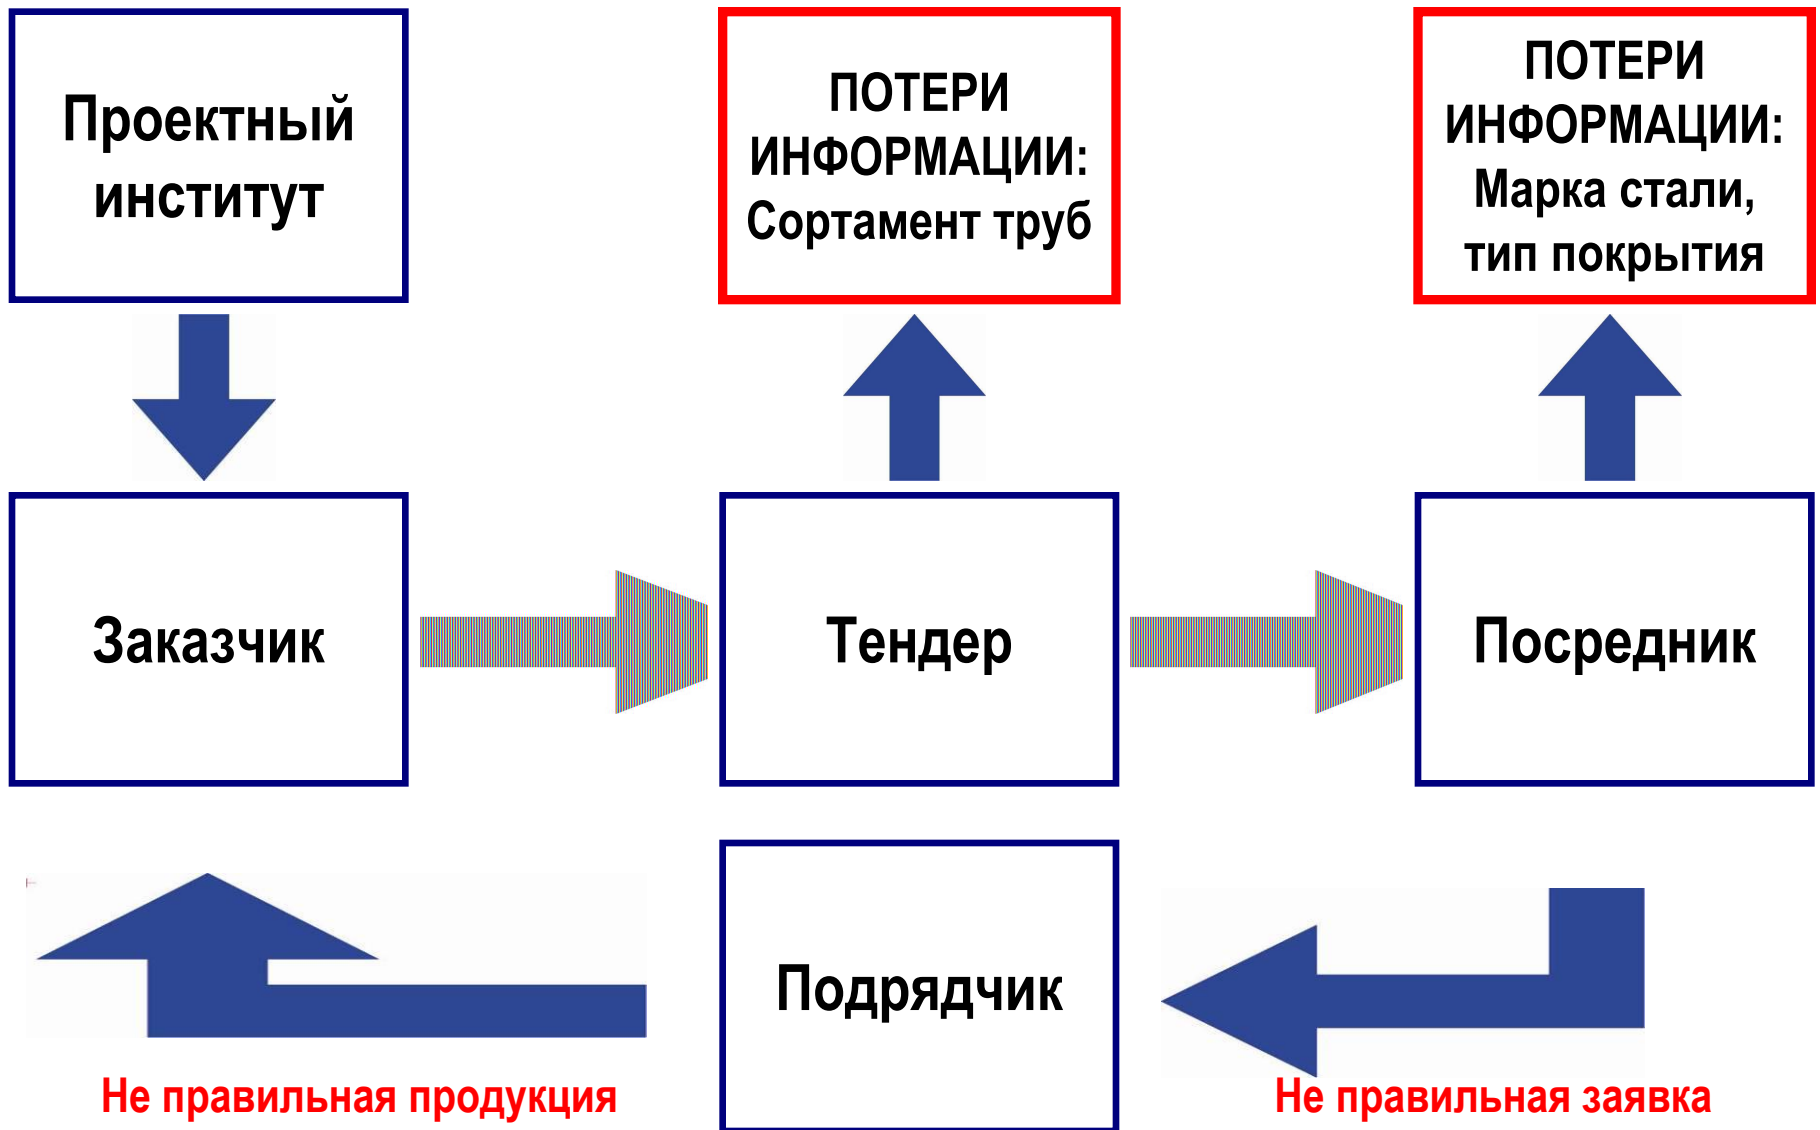 Проектный
институт
ПОТЕРИ
ИНФОРМАЦИИ:
Сортамент труб
ПОТЕРИ
ИНФОРМАЦИИ:
Марка стали,
тип покрытия
Заказчик
Тендер
Посредник
Подрядчик
Не правильная продукция
Не правильная заявка